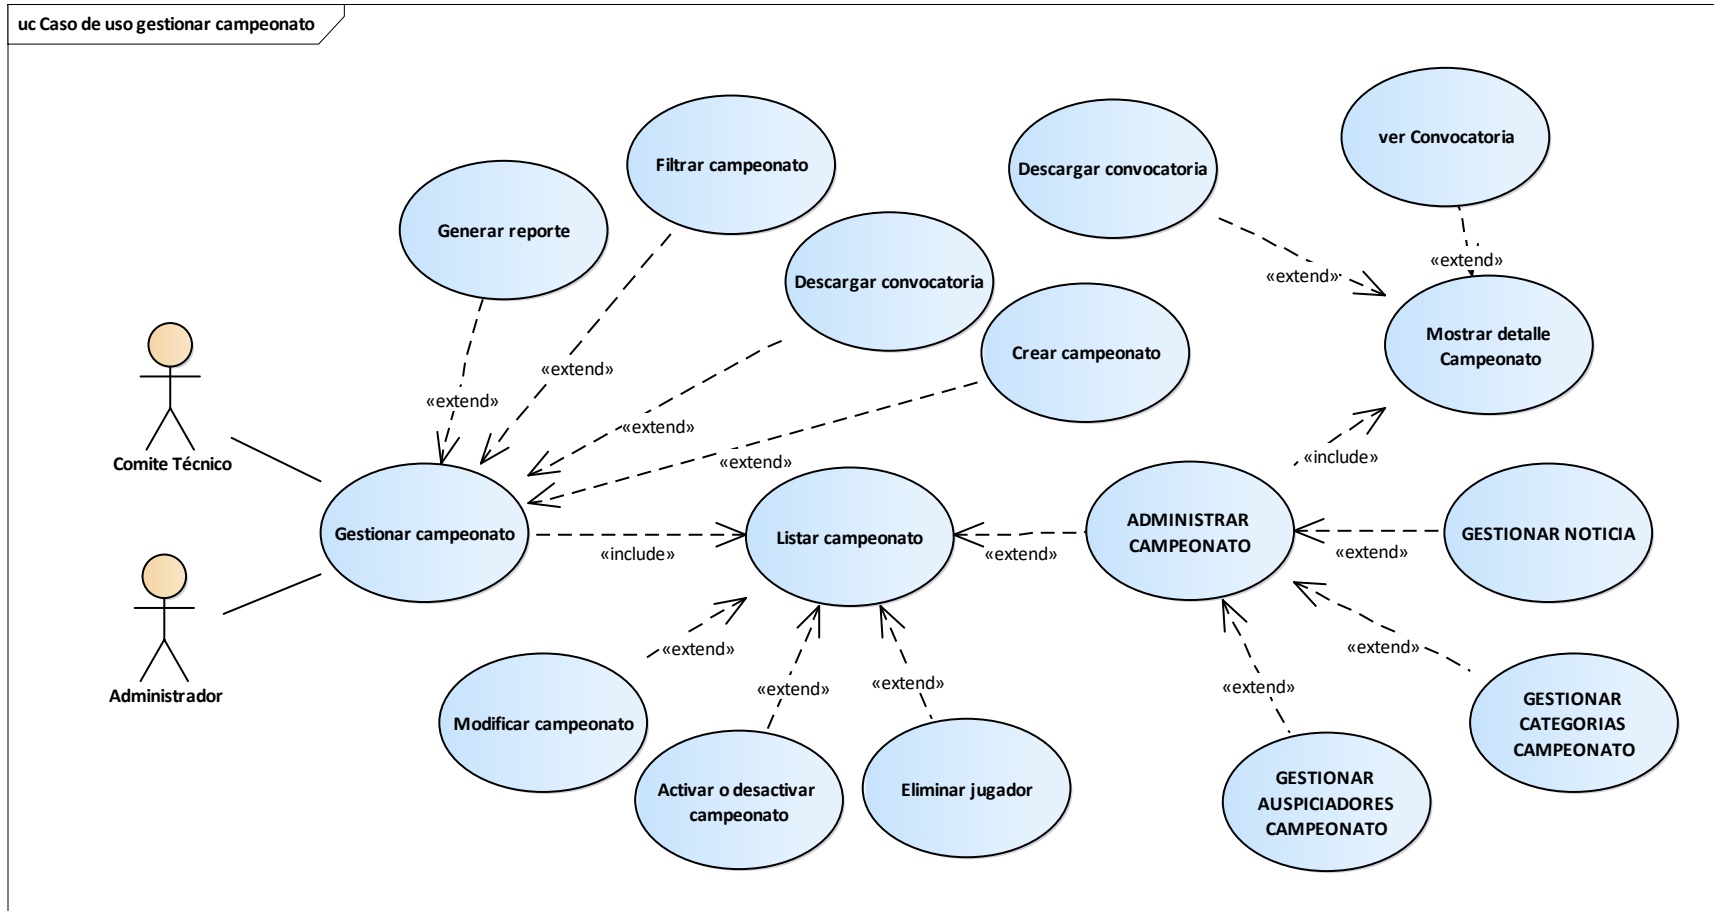 uc Caso de uso gestionar campeonato
ver Convocatoria
Filtrar campeonato
Descargar convocatoria
Generar reporte
«extend»
«extend»
Descargar convocatoria
Mostrar detalle
Campeonato
Crear campeonato
«extend»
«extend»
«extend»
«extend»
Comite Técnico
«include»
Gestionar campeonato
«include»
Listar campeonato
«extend»
ADMINISTRAR
CAMPEONATO
«extend»
GESTIONAR NOTICIA
Administrador
«extend»
«extend»
«extend»
«extend»
«extend»
Modificar campeonato
Activar o desactivar
campeonato
Eliminar jugador
GESTIONAR
CATEGORIAS
CAMPEONATO
GESTIONAR
AUSPICIADORES
CAMPEONATO